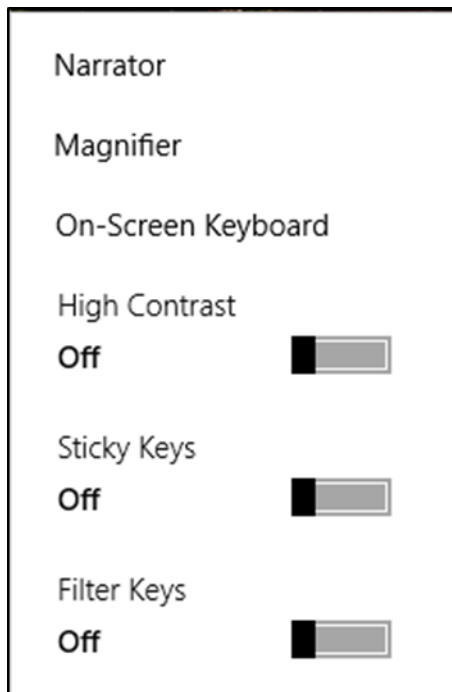 Narrator
Magnifier
On-Screen Keyboard
High Contrast
Off
Sticky Keys
Off
Filter Keys
Off